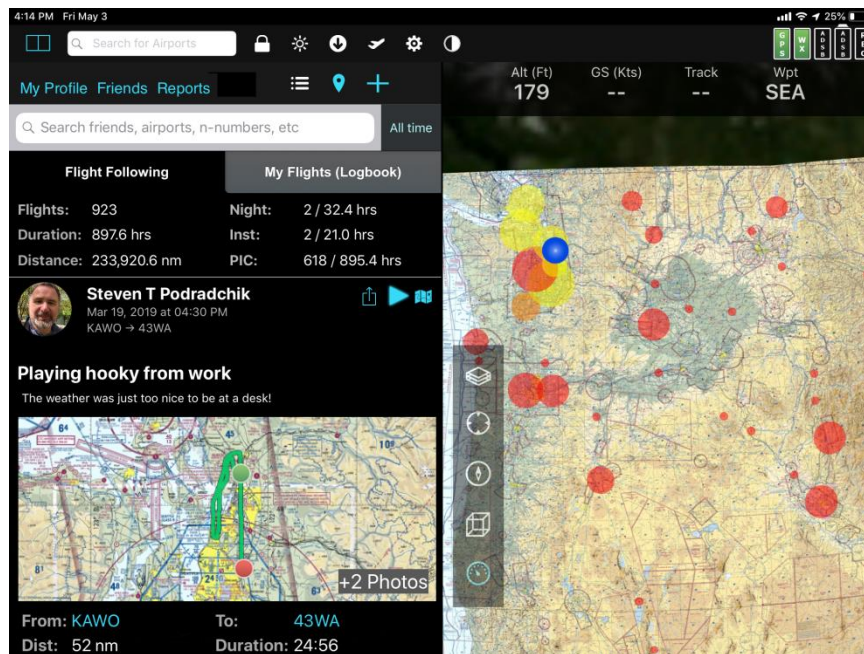 4:14 PM Fri May 3
25%
Search for Airports
GPS
WX
ADSB
ADSB
My Profile Friends Reports
Search friends, airports, n-numbers, etc
All time
Flight Following
My Flights (Logbook)
Flights: 923 Night: 2 / 32.4 hrs
Duration: 897.6 hrs Inst: 2 / 21.0 hrs
Distance: 233,920.6 nm PIC: 618 / 895.4 hrs
Steven T Podradchik
Mar 19, 2019 at 04:30 PM
KAWO → 43WA
Playing hooky from work
The weather was just too nice to be at a desk!
+2 Photos
From: KAWO To: 43WA
Dist: 52 nm Duration: 24:56
Alt (Ft) GS (Kts) Track Wpt
179 -- -- SEA